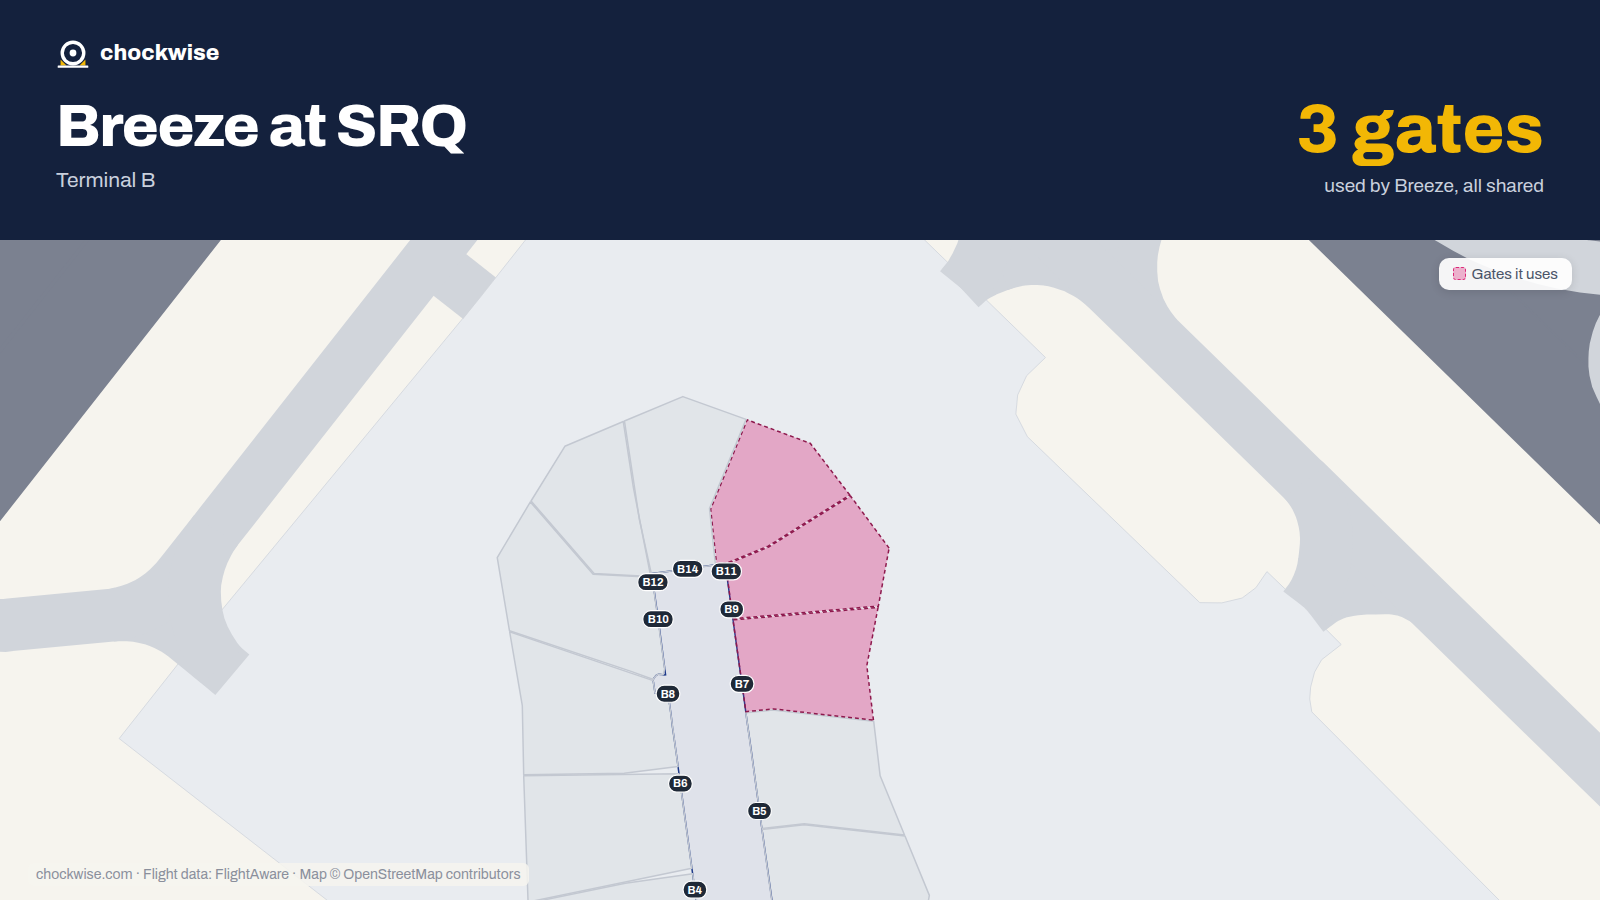 chockwise
Breeze at SRQ
Terminal B
3 gates
used by Breeze, all shared
Gates it uses
B14
B11
B12
B9
B10
B7
B8
B6
B5
B4
chockwise.com · Flight data: FlightAware · Map © OpenStreetMap contributors